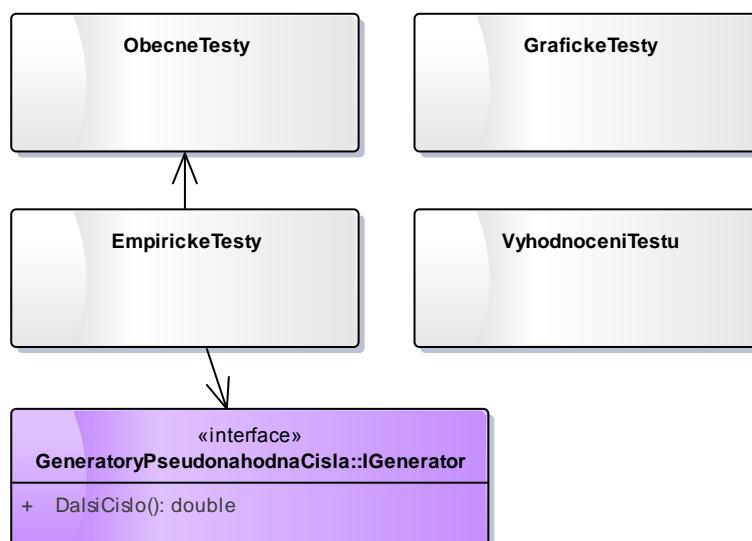 ObecneTesty
GrafickeTesty
EmpirickeTesty
VyhodnoceniTestu
«interface»
GeneratoryPseudonahodnaCisla::IGenerator
+ DalsiCislo(): double